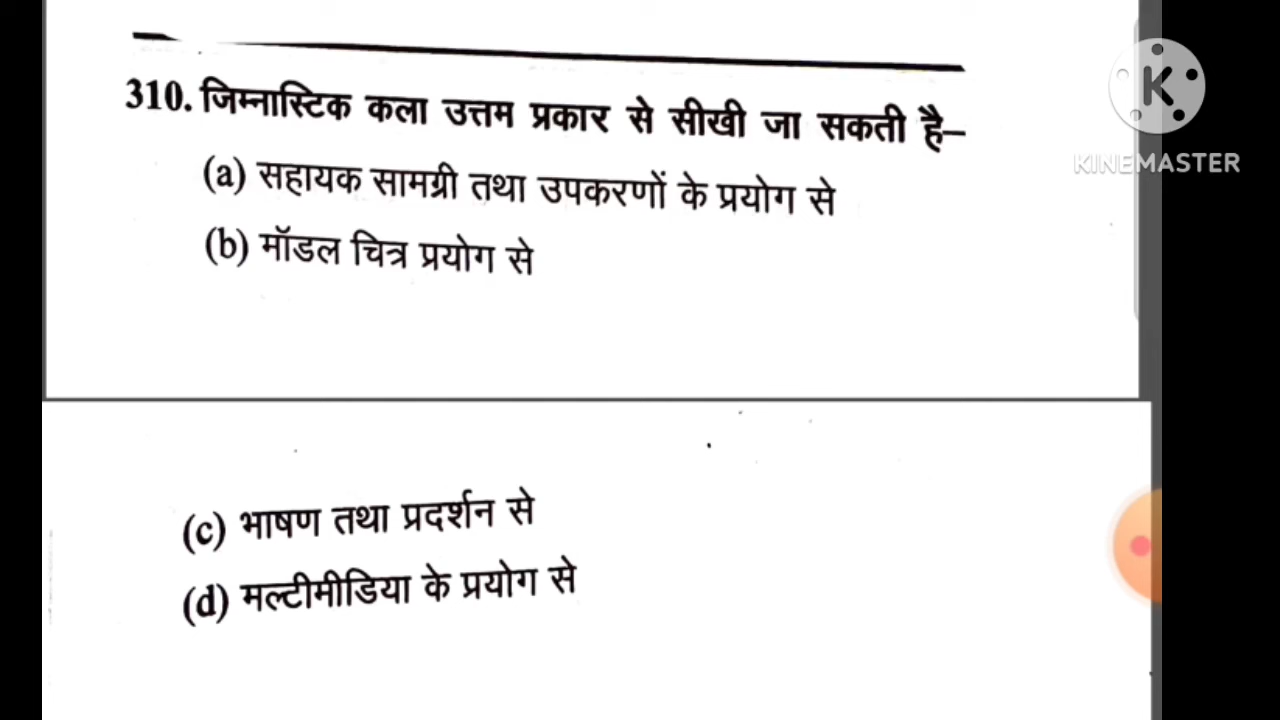 310. जिम्नास्टिक कला उत्तम प्रकार से सीखी जा सकती है–
(a) सहायक सामग्री तथा उपकरणों के प्रयोग से
(b) मॉडल चित्र प्रयोग से
(c) भाषण तथा प्रदर्शन से
(d) मल्टीमीडिया के प्रयोग से
KINEMASTER